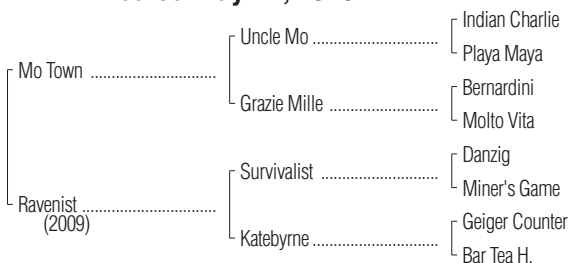 Indian Charlie
Uncle Mo ................................
Playa Maya
Mo Town ................................
Bernardini
Grazie Mille ............................
Molto Vita
Danzig
Survivalist ..............................
Miner's Game
Ravenist ..................................
(2009)
Geiger Counter
Katebyrne ................................
Bar Tea H.